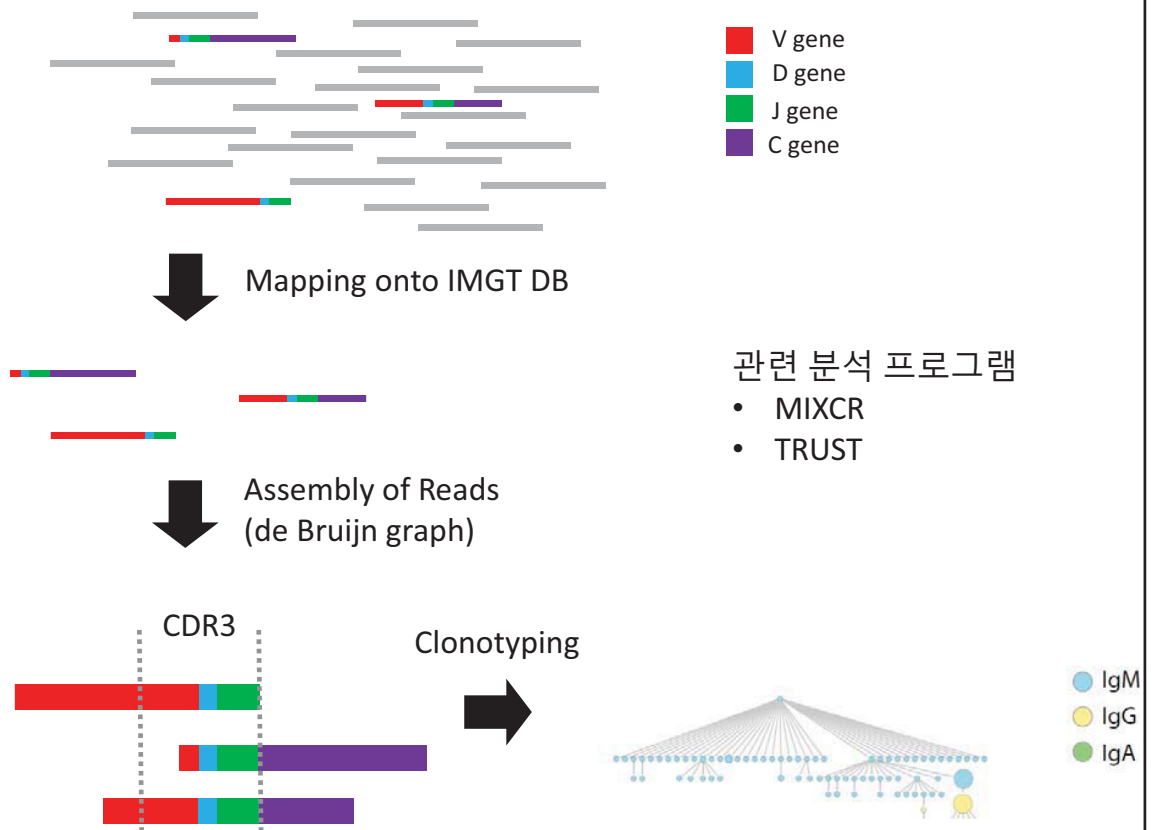 V gene
D gene
J gene
C gene
Mapping onto IMGT DB
관련 분석 프로그램
• MIXCR
• TRUST
Assembly of Reads
(de Bruijn graph)
CDR3
Clonotyping
IgM
IgG
IgA